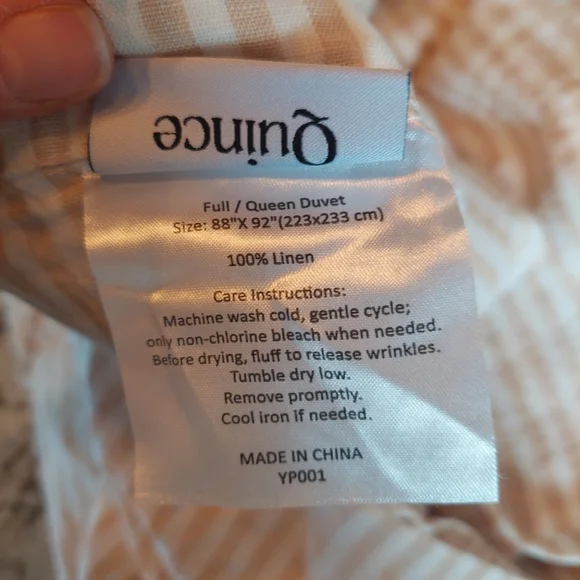 Quince
Full / Queen Duvet
Size: 88"X 92"(223x233 cm)
100% Linen
Care Instructions:
Machine wash cold, gentle cycle;
only non-chlorine bleach when needed.
Before drying, fluff to release wrinkles.
Tumble dry low.
Remove promptly.
Cool iron if needed.
MADE IN CHINA
YP001